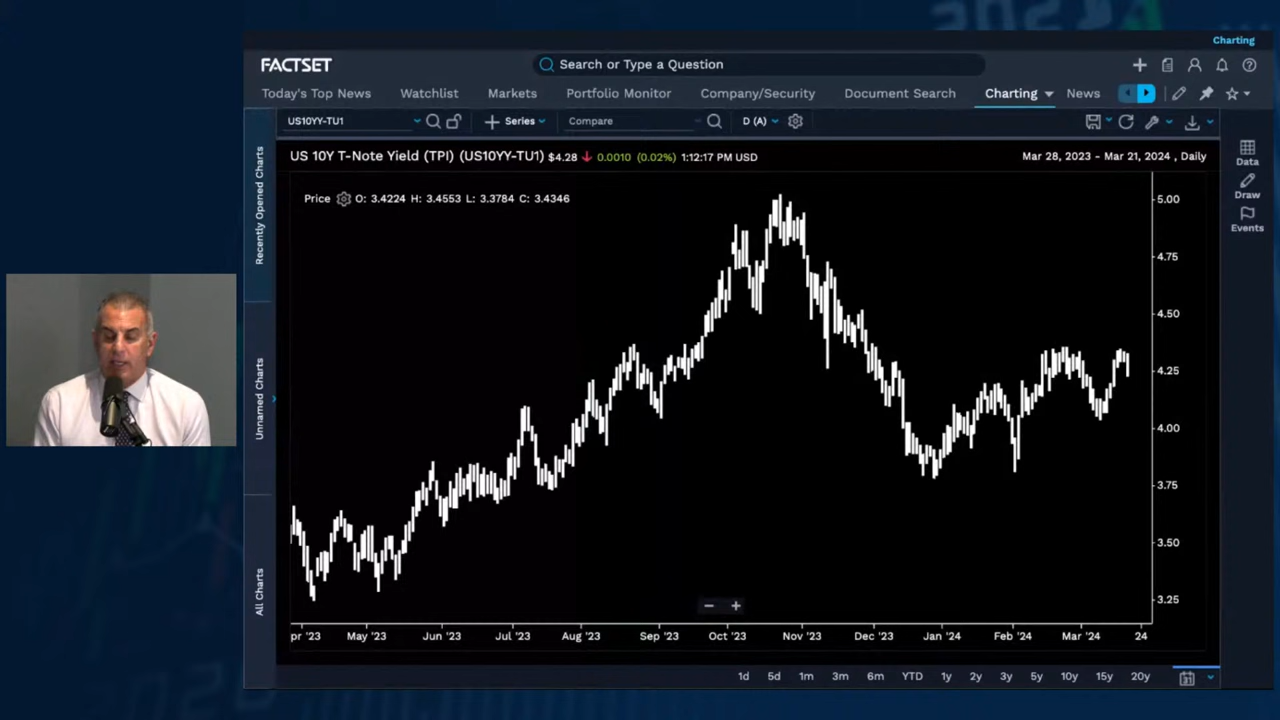 Charting
FACTSET
Search or Type a Question
Today's Top News Watchlist Markets Portfolio Monitor Company/Security Document Search Charting News
US10YY-TU1 Series Compare D (A)
US 10Y T-Note Yield (TPI) (US10YY-TU1) $4.28 0.0010 (0.02%) 1:12:17 PM USD
Mar 28, 2023 – Mar 21, 2024 , Daily
Price O: 3.4224 H: 3.4553 L: 3.3784 C: 3.4346
Recently Opened Charts
Unnamed Charts
All Charts
Data
Draw
Events
5.00
4.75
4.50
4.25
4.00
3.75
3.50
3.25
pr '23 May '23 Jun '23 Jul '23 Aug '23 Sep '23 Oct '23 Nov '23 Dec '23 Jan '24 Feb '24 Mar '24 24
1d 5d 1m 3m 6m YTD 1y 2y 3y 5y 10y 15y 20y